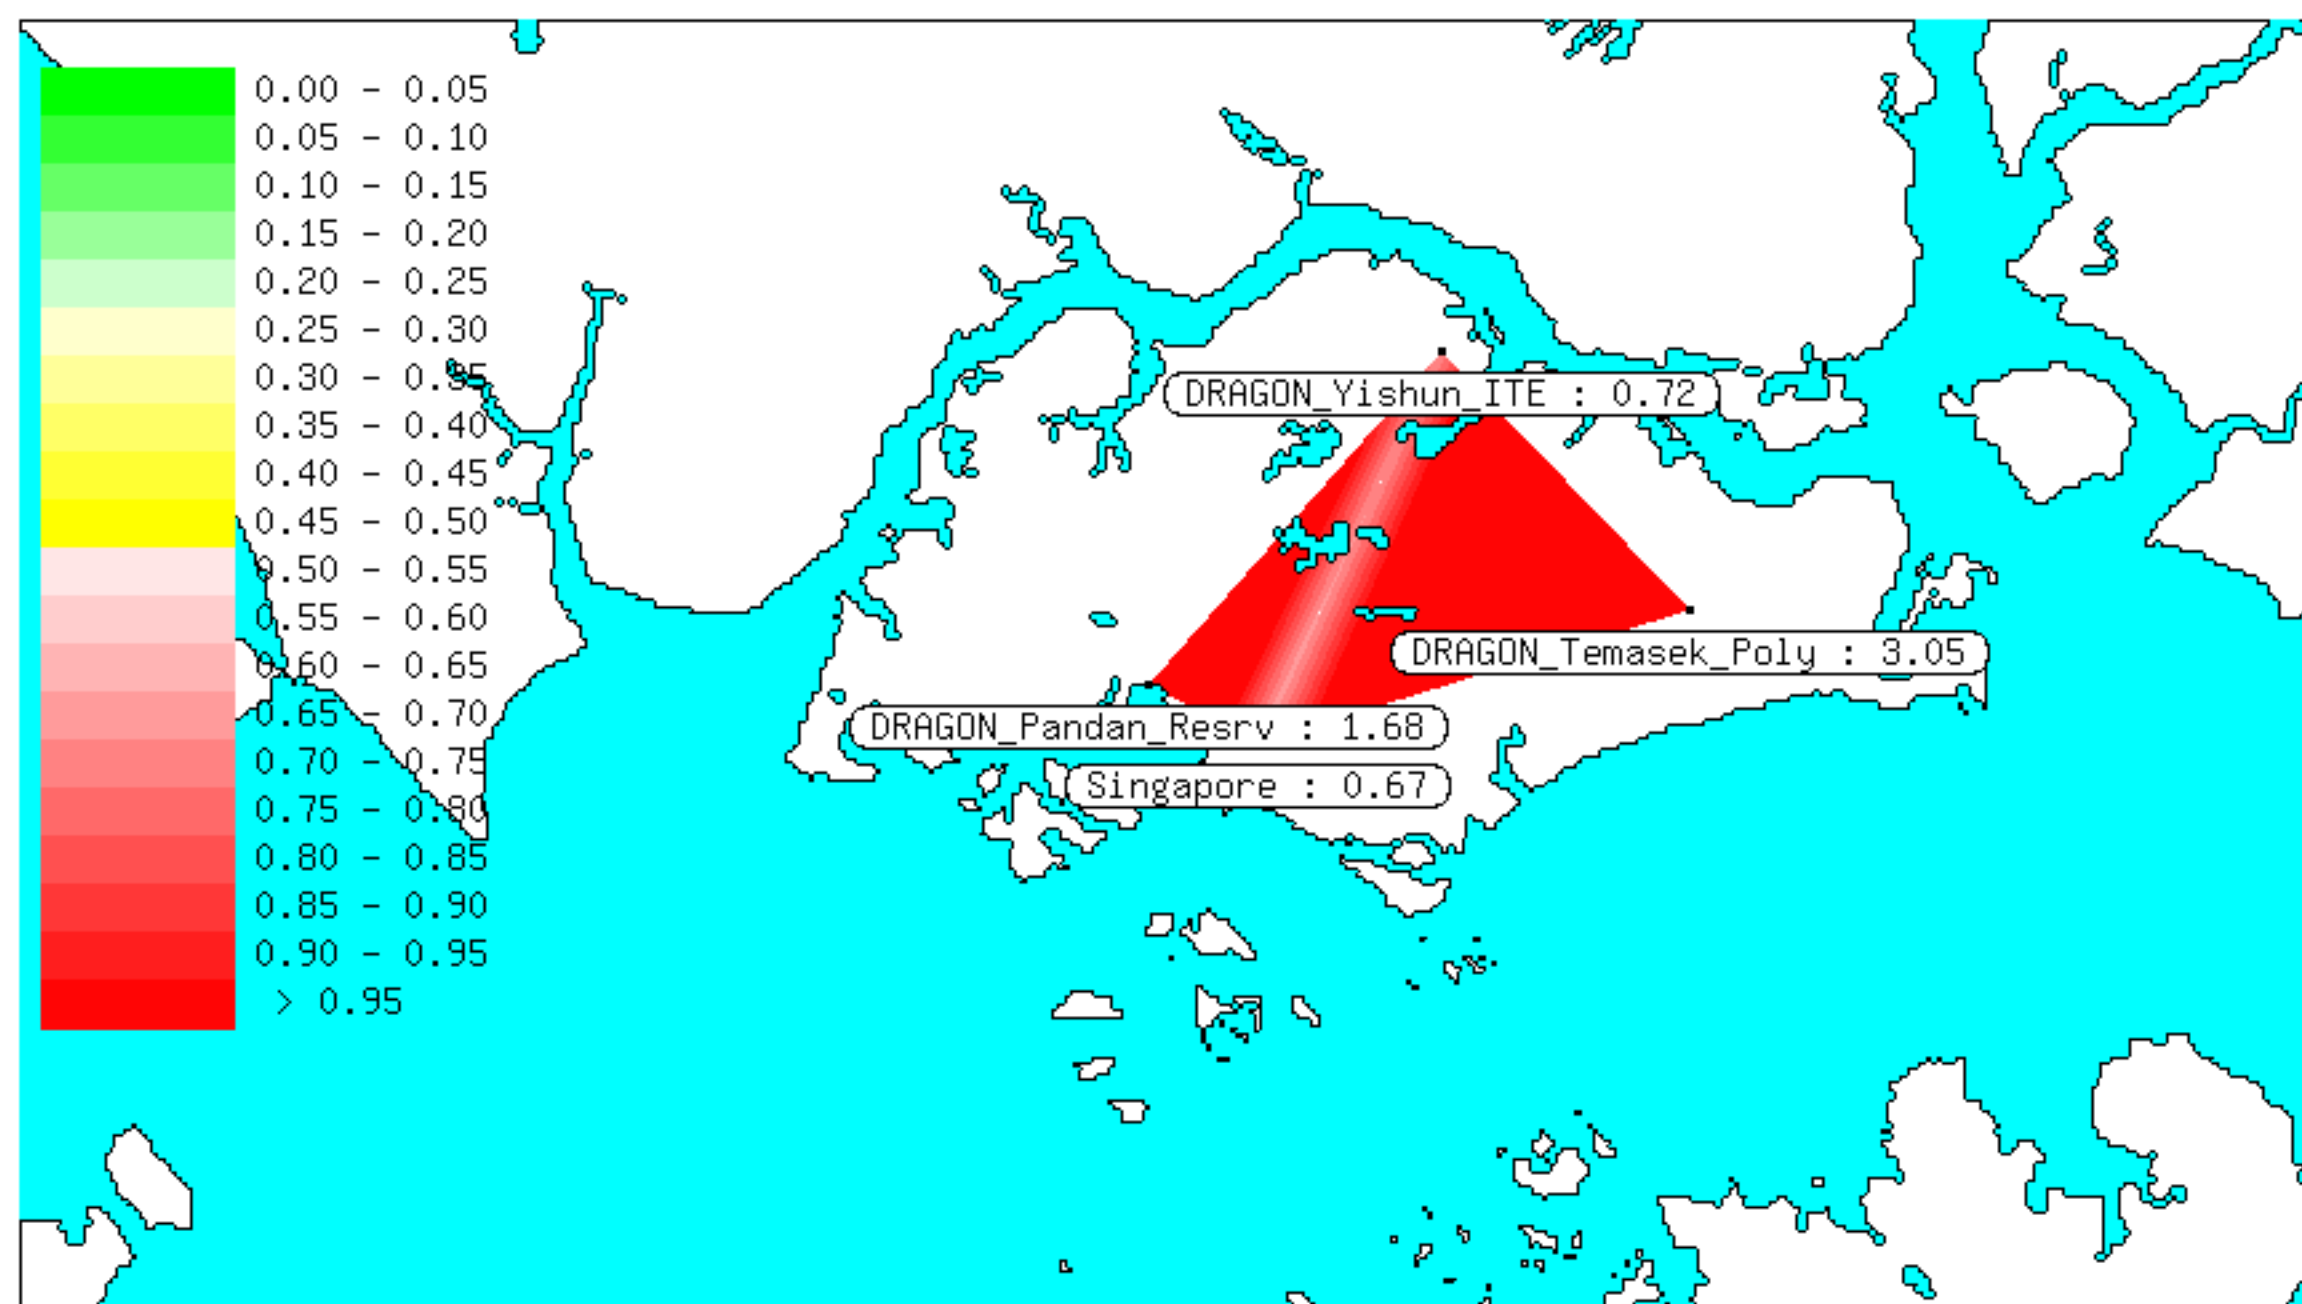 0.00 - 0.05
0.05 - 0.10
0.10 - 0.15
0.15 - 0.20
0.20 - 0.25
0.25 - 0.30
0.30 - 0.35
0.35 - 0.40
0.40 - 0.45
0.45 - 0.50
0.50 - 0.55
0.55 - 0.60
0.60 - 0.65
0.65 - 0.70
0.70 - 0.75
0.75 - 0.80
0.80 - 0.85
0.85 - 0.90
0.90 - 0.95
> 0.95
DRAGON_Yishun_ITE : 0.72
DRAGON_Temasek_Poly : 3.05
DRAGON_Pandan_Resrv : 1.68
Singapore : 0.67